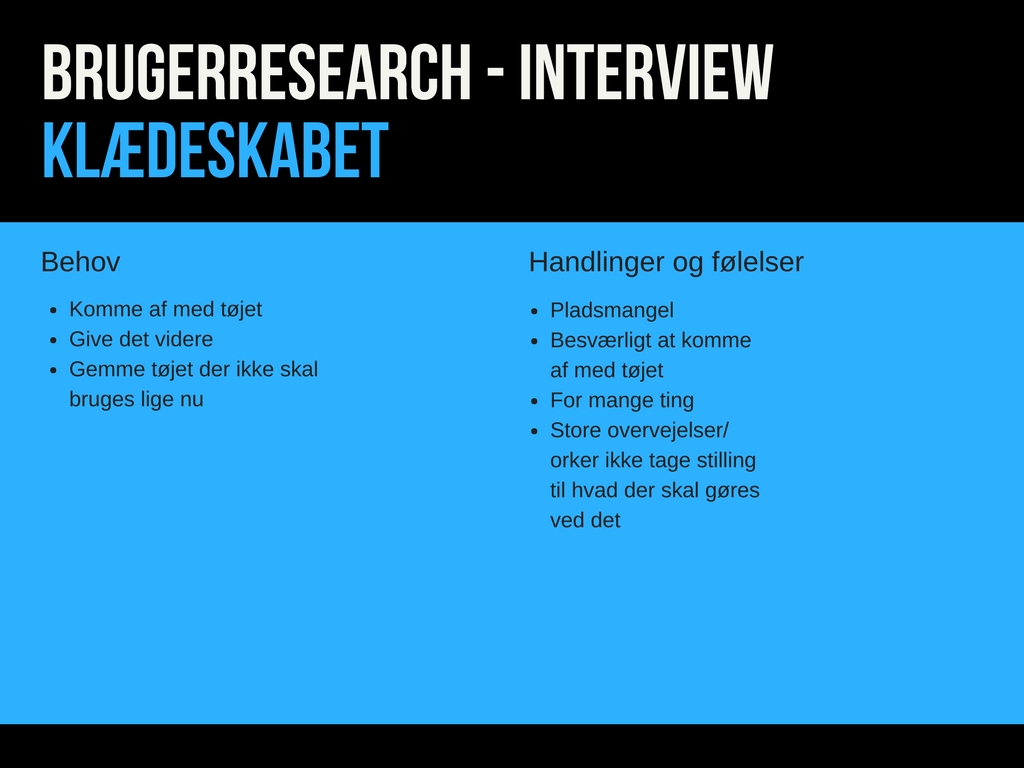 BRUGERRESEARCH - INTERVIEW
KLÆDESKABET
Behov
• Komme af med tøjet
• Give det videre
• Gemme tøjet der ikke skal
bruges lige nu
Handlinger og følelser
• Pladsmangel
• Besværligt at komme
af med tøjet
• For mange ting
• Store overvejelser/
orker ikke tage stilling
til hvad der skal gøres
ved det